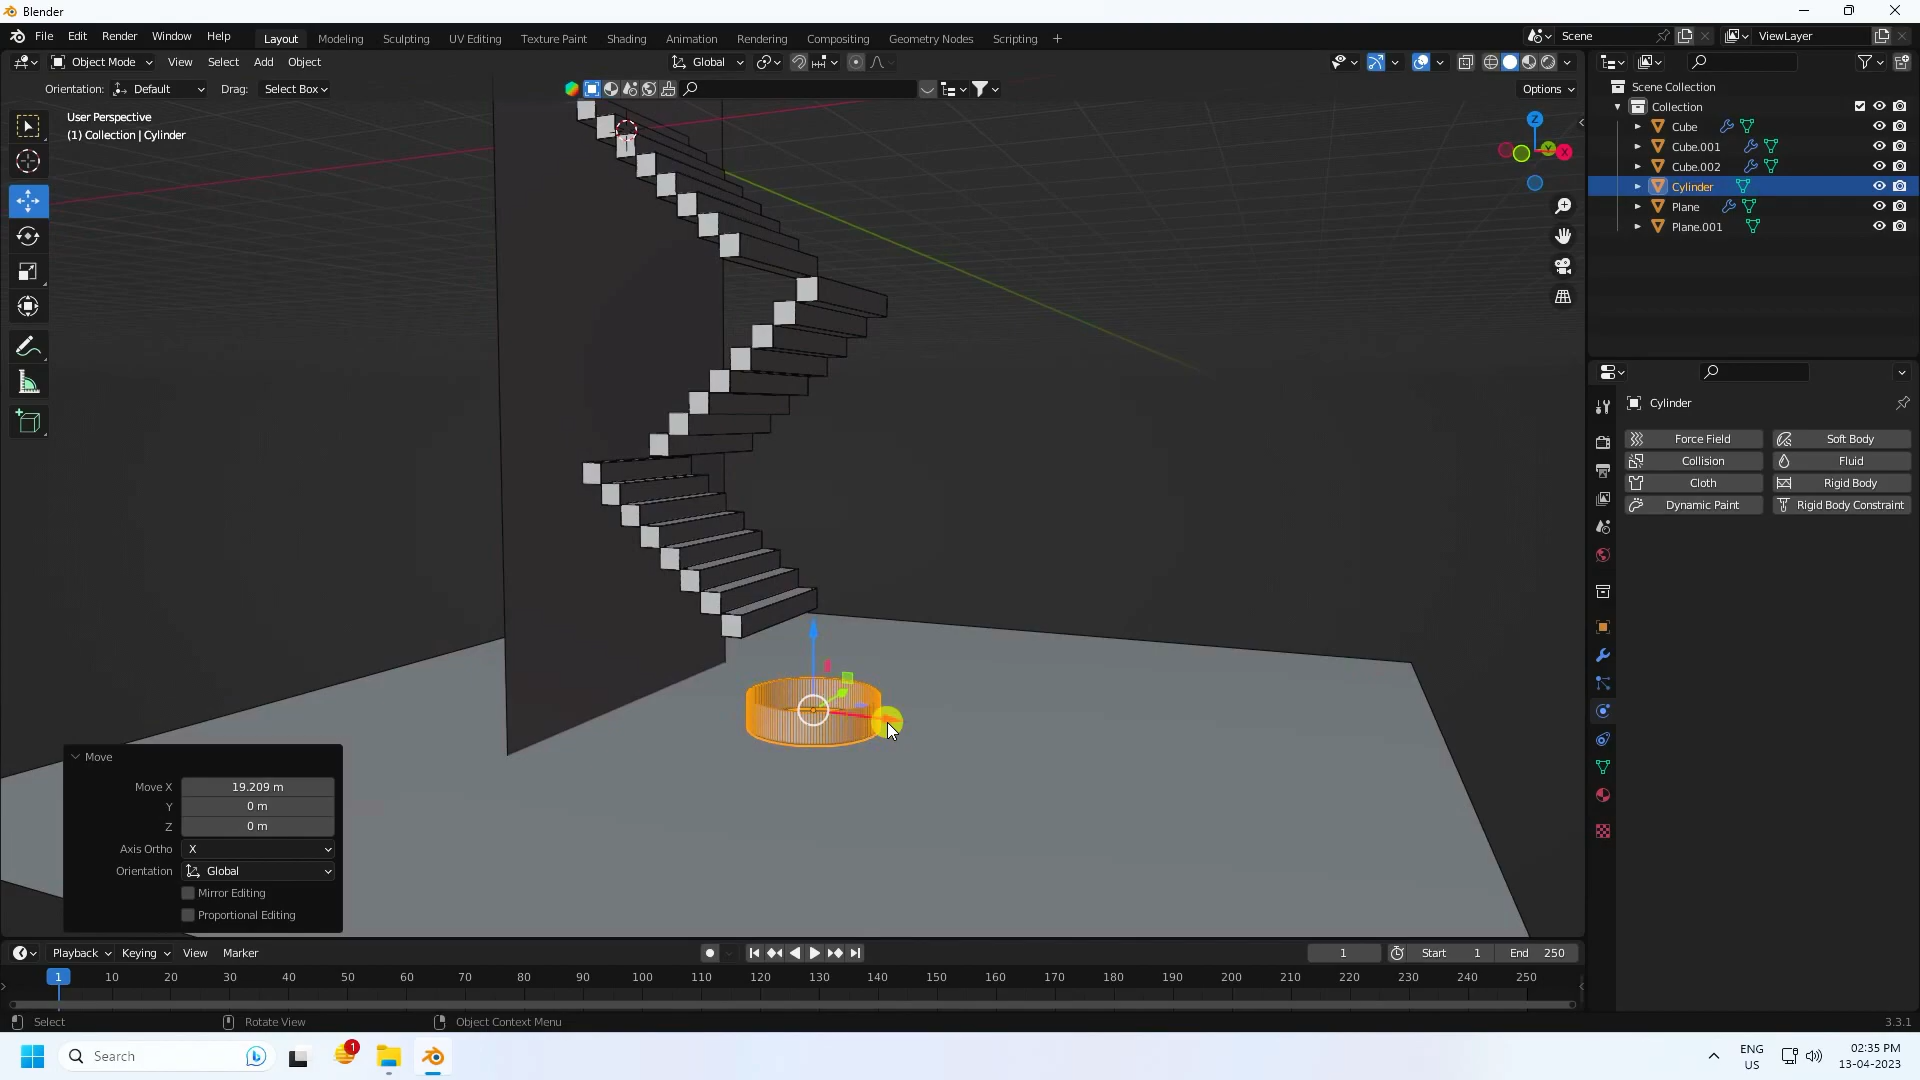 Blender
File Edit Render Window Help
Layout Modeling Sculpting UV Editing Texture Paint Shading Animation Rendering Compositing Geometry Nodes Scripting +
Scene
ViewLayer
Object Mode View Select Add Object
Global
Orientation: Default Drag: Select Box
Options
User Perspective
(1) Collection | Cylinder
Z
Y
X
Scene Collection
Collection
Cube
Cube.001
Cube.002
Cylinder
Plane
Plane.001
Cylinder
Force Field Soft Body
Collision Fluid
Cloth Rigid Body
Dynamic Paint Rigid Body Constraint
Move
Move X 19.209 m
Y 0 m
Z 0 m
Axis Ortho X
Orientation Global
Mirror Editing
Proportional Editing
Playback Keying View Marker
1 Start 1 End 250
1 10 20 30 40 50 60 70 80 90 100 110 120 130 140 150 160 170 180 190 200 210 220 230 240 250
Select Rotate View Object Context Menu
3.3.1
Search
1
ENG
US
02:35 PM
13-04-2023